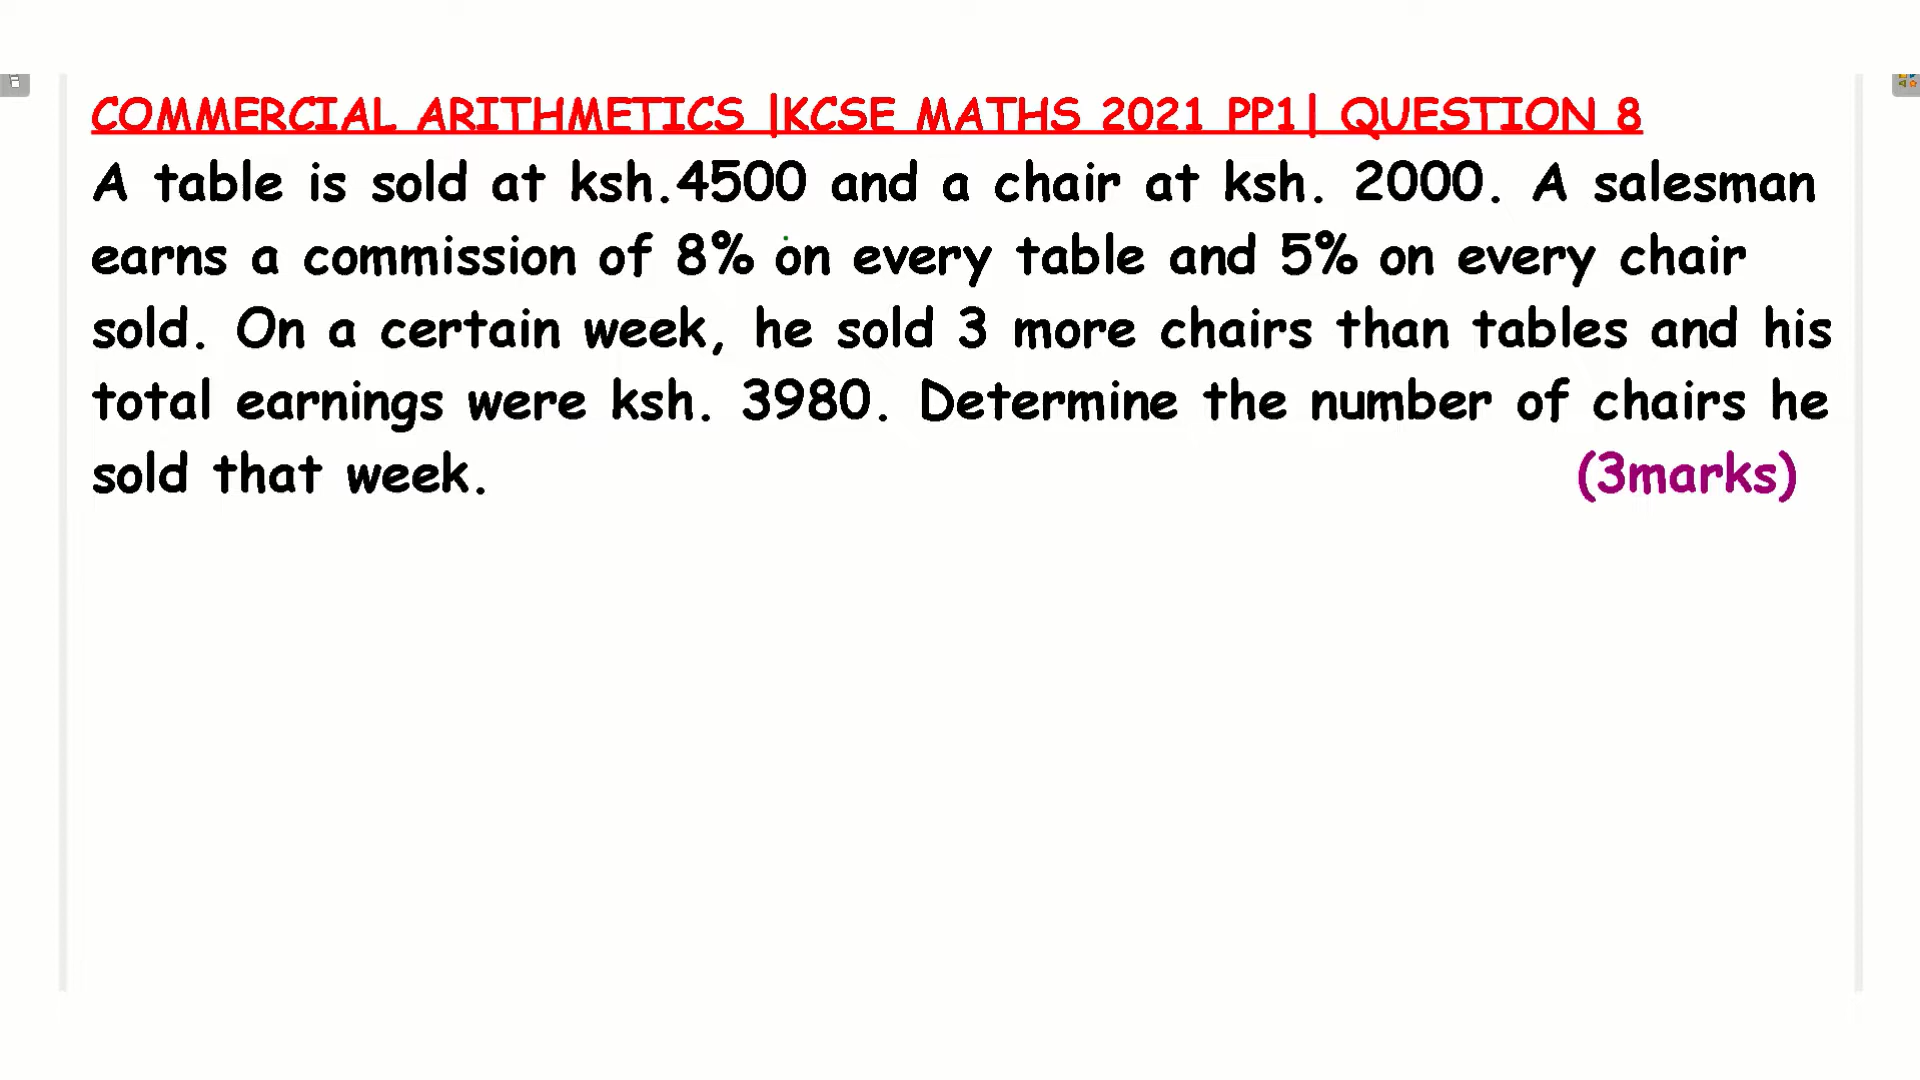 COMMERCIAL ARITHMETICS |KCSE MATHS 2021 PP1| QUESTION 8
A table is sold at ksh.4500 and a chair at ksh. 2000. A salesman
earns a commission of 8% on every table and 5% on every chair
sold. On a certain week, he sold 3 more chairs than tables and his
total earnings were ksh. 3980. Determine the number of chairs he
sold that week. (3marks)